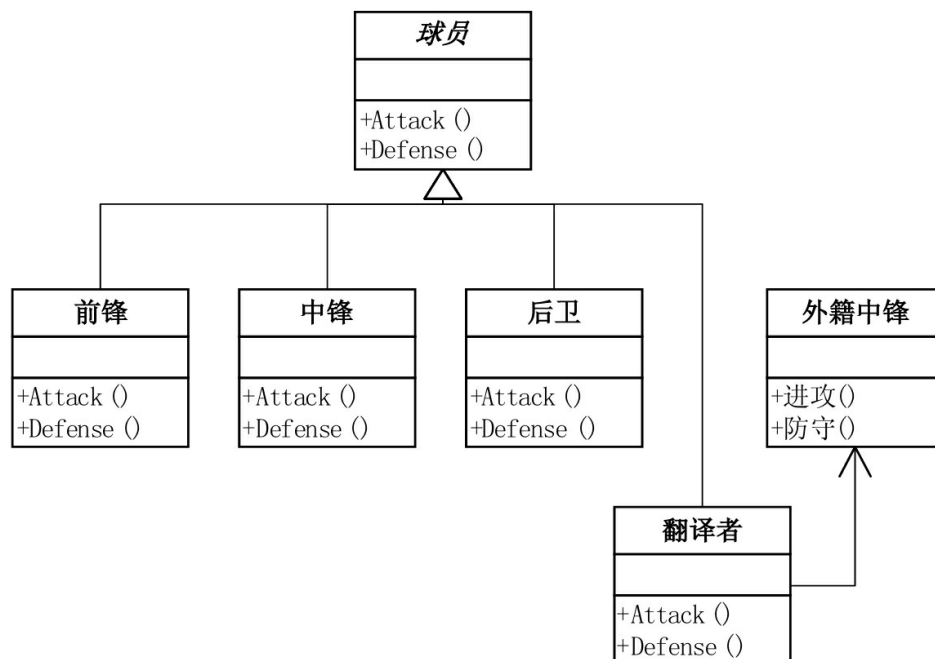 球员
+Attack()
+Defense()
前锋
+Attack()
+Defense()
中锋
+Attack()
+Defense()
后卫
+Attack()
+Defense()
外籍中锋
+进攻()
+防守()
翻译者
+Attack()
+Defense()